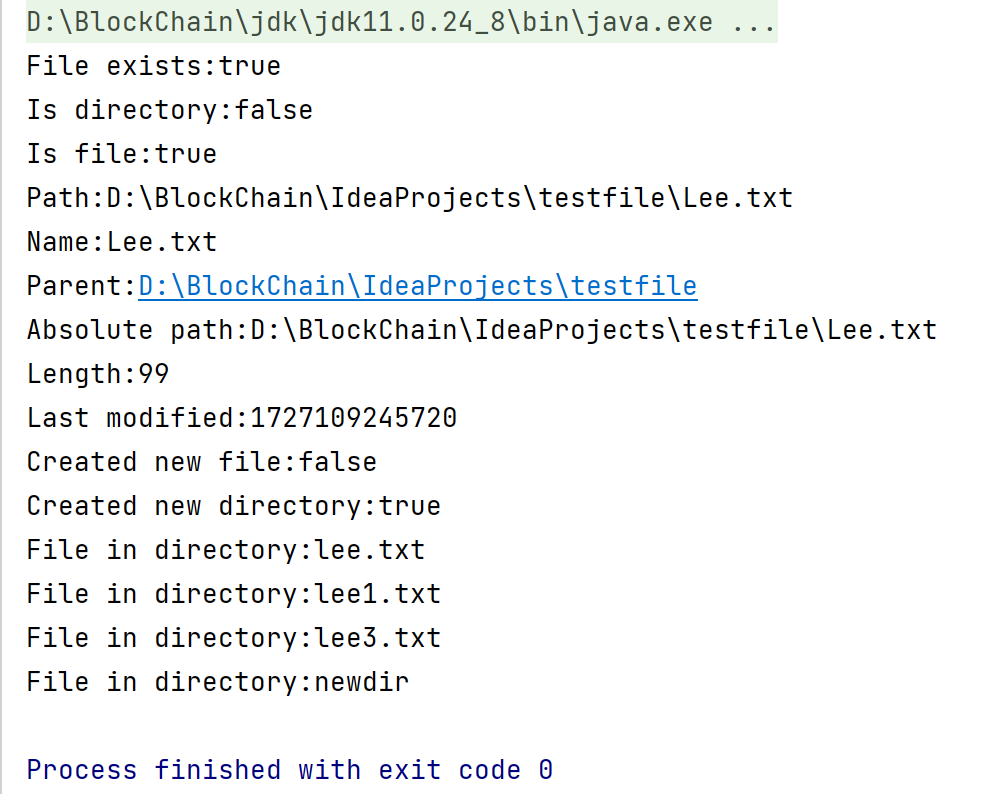 D:\BlockChain\jdk\jdk11.0.24_8\bin\java.exe ...
File exists:true
Is directory:false
Is file:true
Path:D:\BlockChain\IdeaProjects\testfile\Lee.txt
Name:Lee.txt
Parent:D:\BlockChain\IdeaProjects\testfile
Absolute path:D:\BlockChain\IdeaProjects\testfile\Lee.txt
Length:99
Last modified:1727109245720
Created new file:false
Created new directory:true
File in directory:lee.txt
File in directory:lee1.txt
File in directory:lee3.txt
File in directory:newdir
Process finished with exit code 0